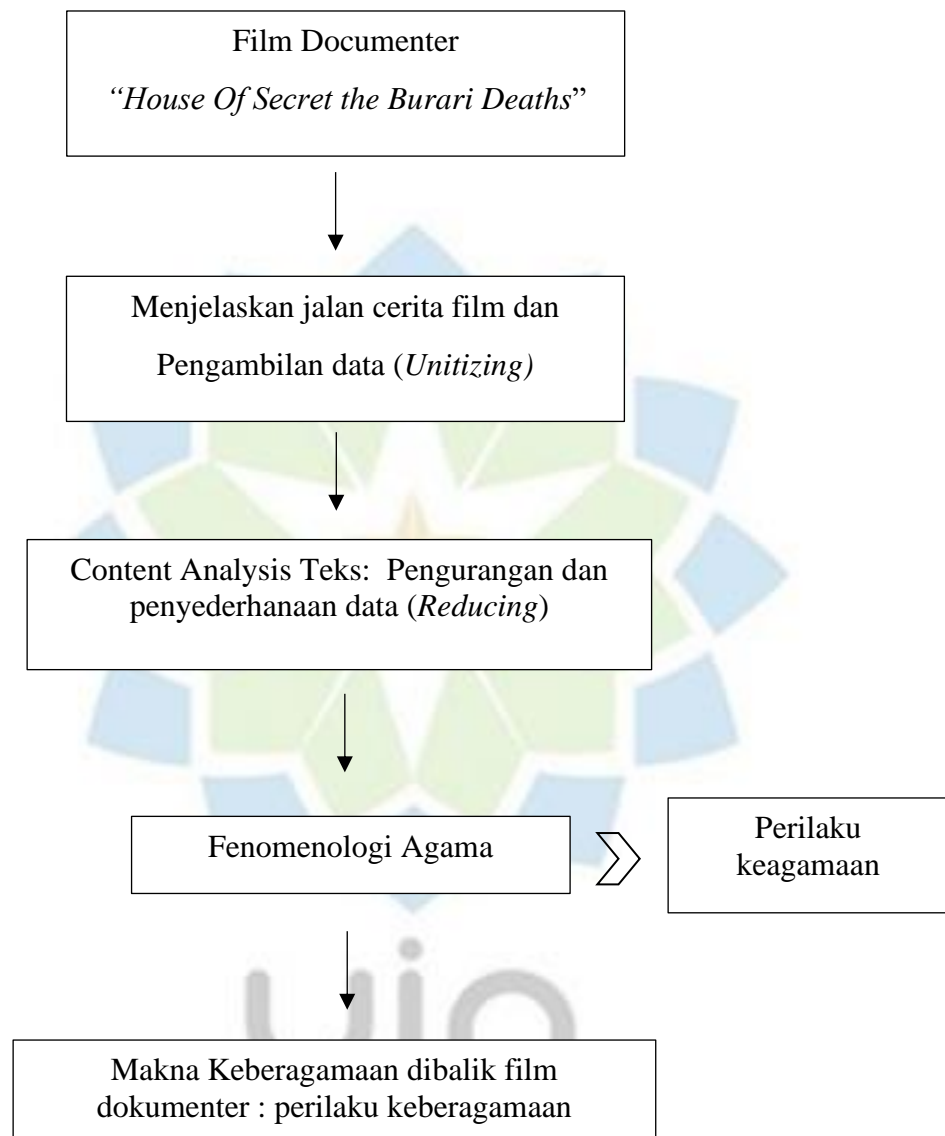 Film Documenter
“House Of Secret the Burari Deaths”
Menjelaskan jalan cerita film dan
Pengambilan data (Unitizing)
Content Analysis Teks:  Pengurangan dan
penyederhanaan data (Reducing)
Fenomenologi Agama
Perilaku
keagamaan
uin
Makna Keberagamaan dibalik film
dokumenter : perilaku keberagamaan